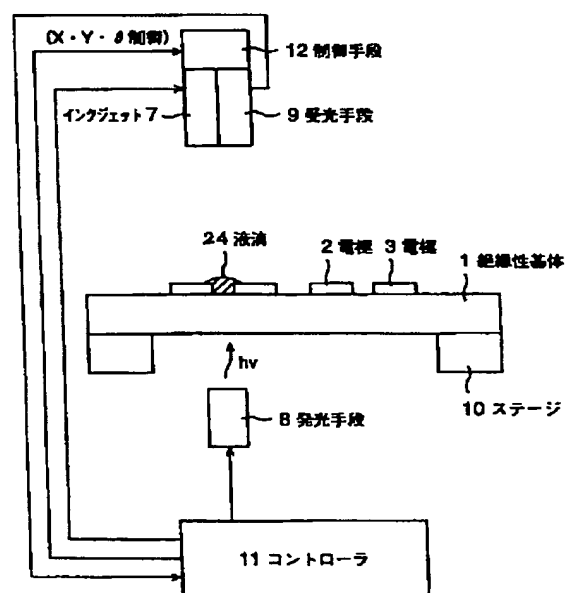 (X・Y・θ制御)
12 制御手段
インクジェット 7
9 受光手段
24 液滴
2 電極
3 電極
1 絶縁性基体
hν
8 発光手段
10 ステージ
11 コントローラ